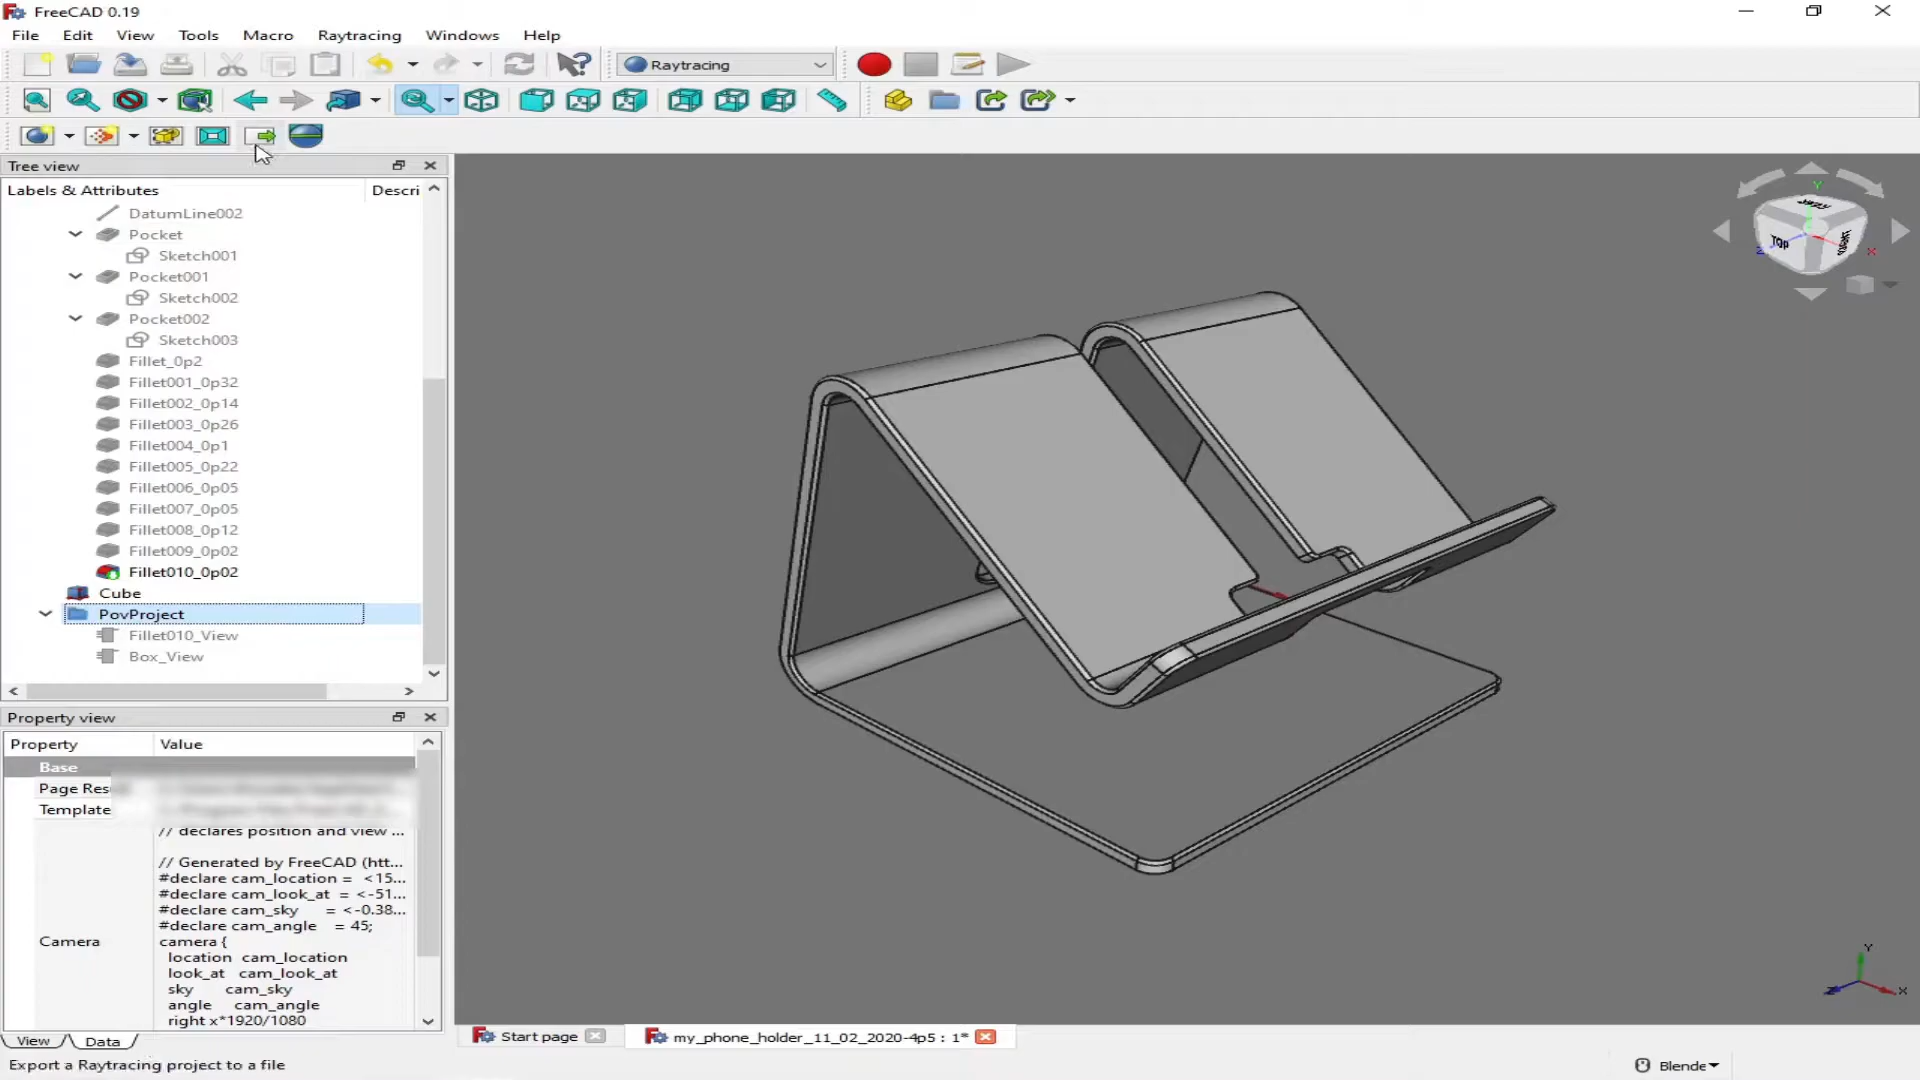 FreeCAD 0.19
File Edit View Tools Macro Raytracing Windows Help
Raytracing
Tree view
Labels & Attributes Descri
DatumLine002
Pocket
Sketch001
Pocket001
Sketch002
Pocket002
Sketch003
Fillet_0p2
Fillet001_0p32
Fillet002_0p14
Fillet003_0p26
Fillet004_0p1
Fillet005_0p22
Fillet006_0p05
Fillet007_0p05
Fillet008_0p12
Fillet009_0p02
Fillet010_0p02
Cube
PovProject
Fillet010_View
Box_View
Property view
Property Value
Base
Page Res
Template
// declares position and view ...
// Generated by FreeCAD (htt...
#declare cam_location = <15...
#declare cam_look_at = <-51...
#declare cam_sky = <-0.38...
#declare cam_angle = 45;
Camera camera {
location cam_location
look_at cam_look_at
sky cam_sky
angle cam_angle
right x*1920/1080
View Data
Export a Raytracing project to a file
TOP
Y
Z
X
Y
Z
X
Start page
my_phone_holder_11_02_2020-4p5 : 1*
Blende